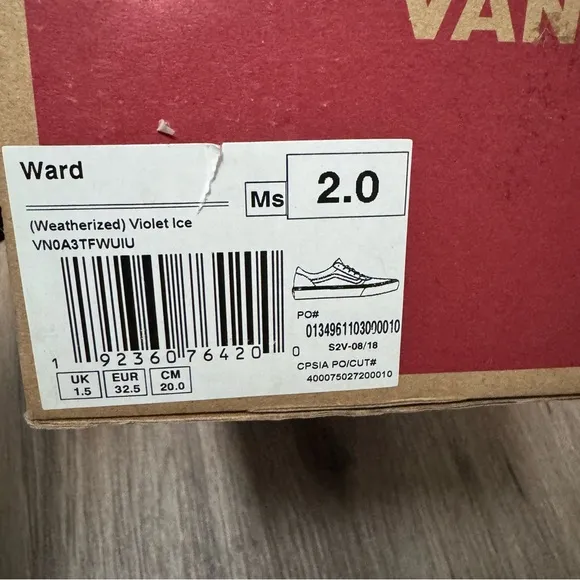 VAN
Ward
Ms 2.0
(Weatherized) Violet Ice
VN0A3TFWUIU
PO#
0134961103000010
S2V-08/18
CPSIA PO/CUT#
400075027200010
1 92360 76420 0
UK EUR CM
1.5 32.5 20.0